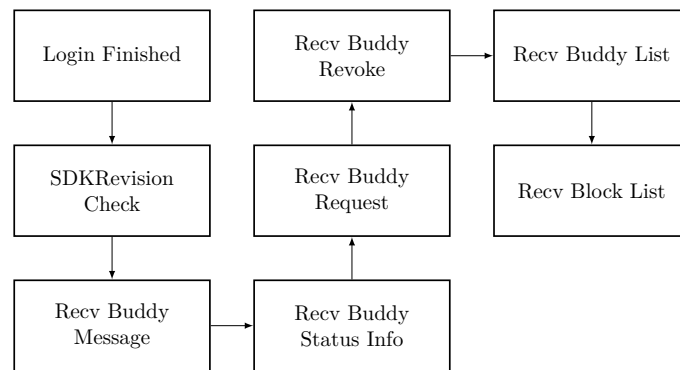 Login Finished
SDKRevision
Check
Recv Buddy
Message
Recv Buddy
Status Info
Recv Buddy
Request
Recv Buddy
Revoke
Recv Buddy List
Recv Block List